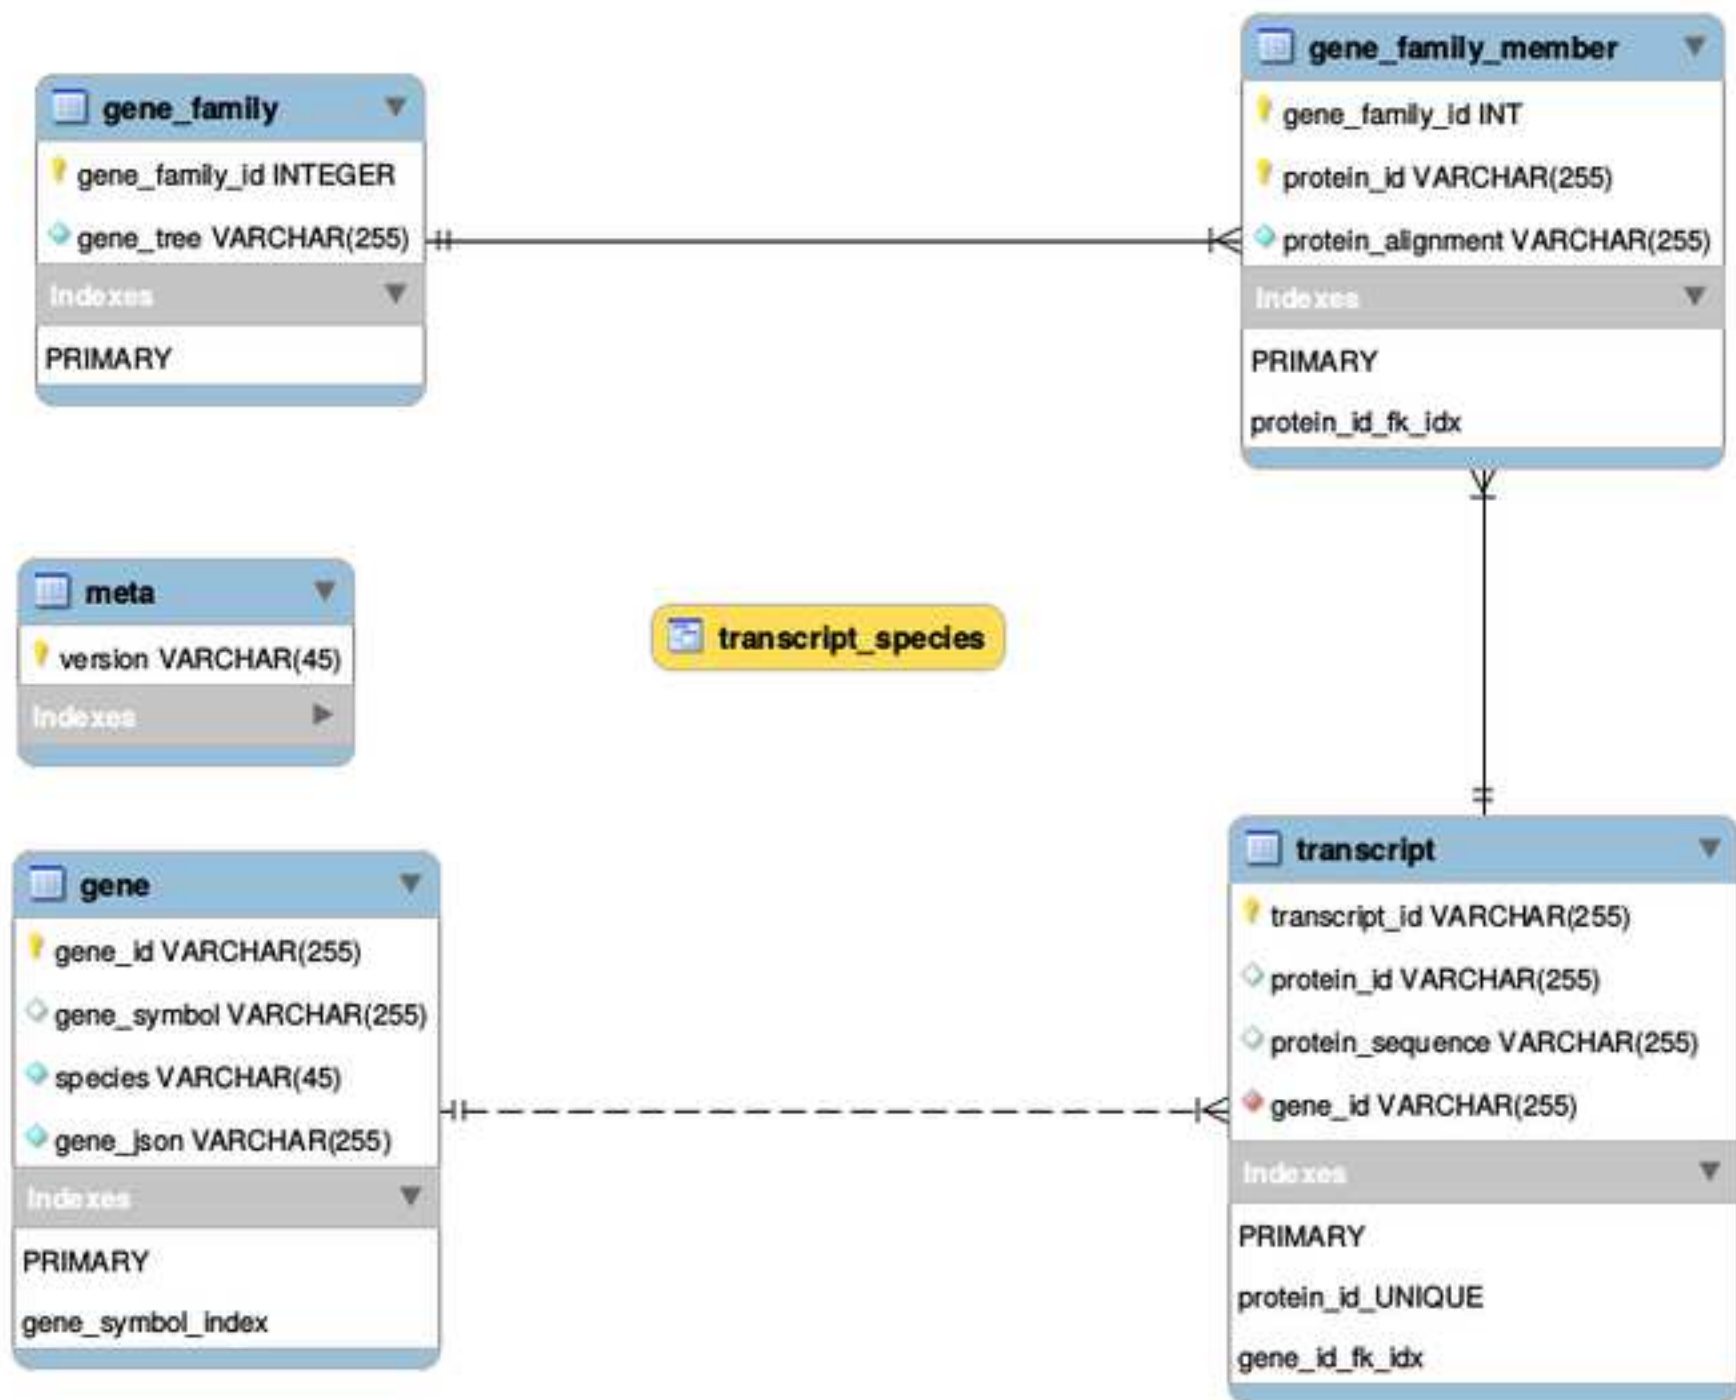 gene_family
gene_family_id INTEGER
gene_tree VARCHAR(255)
Indexes
PRIMARY
gene_family_member
gene_family_id INT
protein_id VARCHAR(255)
protein_alignment VARCHAR(255)
Indexes
PRIMARY
protein_id_fk_idx
meta
version VARCHAR(45)
Indexes
transcript_species
gene
gene_id VARCHAR(255)
gene_symbol VARCHAR(255)
species VARCHAR(45)
gene_json VARCHAR(255)
Indexes
PRIMARY
gene_symbol_index
transcript
transcript_id VARCHAR(255)
protein_id VARCHAR(255)
protein_sequence VARCHAR(255)
gene_id VARCHAR(255)
Indexes
PRIMARY
protein_id_UNIQUE
gene_id_fk_idx